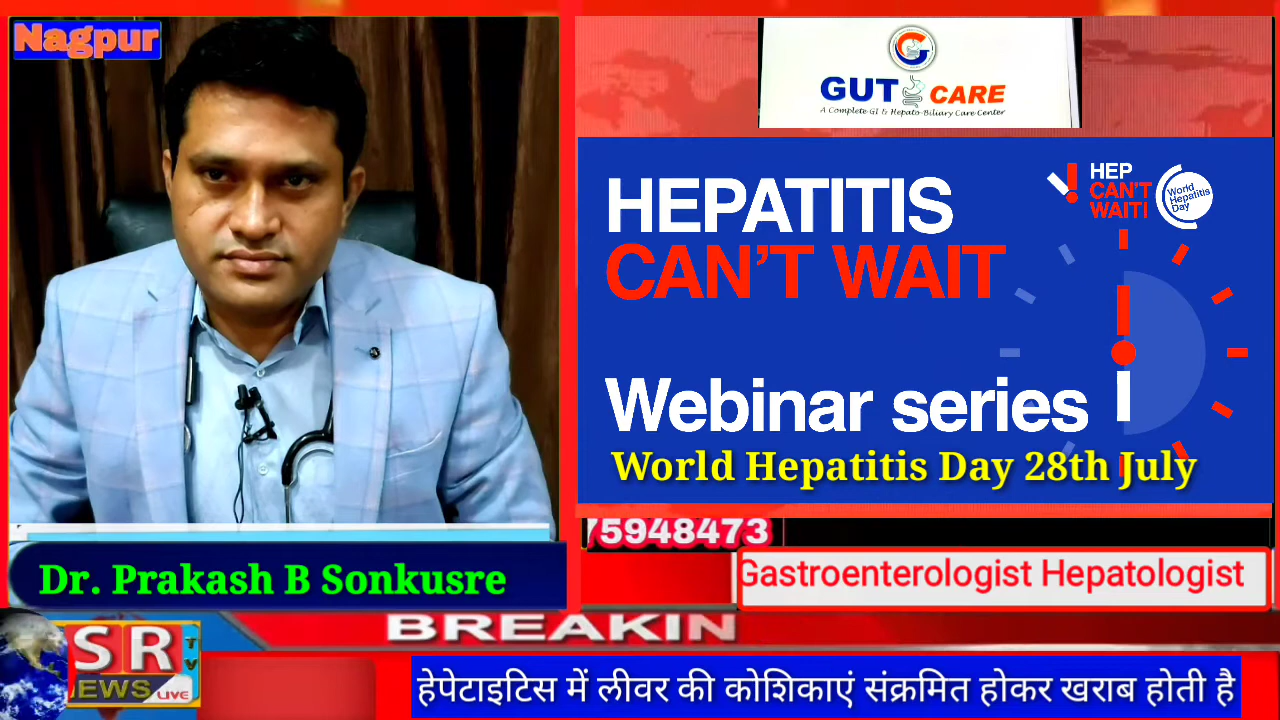 Nagpur
GUT CARE
A Complete GI & Hepato-Biliary Care Center
HEPATITIS
CAN'T WAIT
HEP
CAN'T
WAIT!
World
Hepatitis
Day
Webinar series
World Hepatitis Day 28th July
75948473
Gastroenterologist Hepatologist
Dr. Prakash B Sonkusre
BREAKIN
SR
TV
NEWS LIVE
हेपेटाइटिस में लीवर की कोशिकाएं संक्रमित होकर खराब होती है